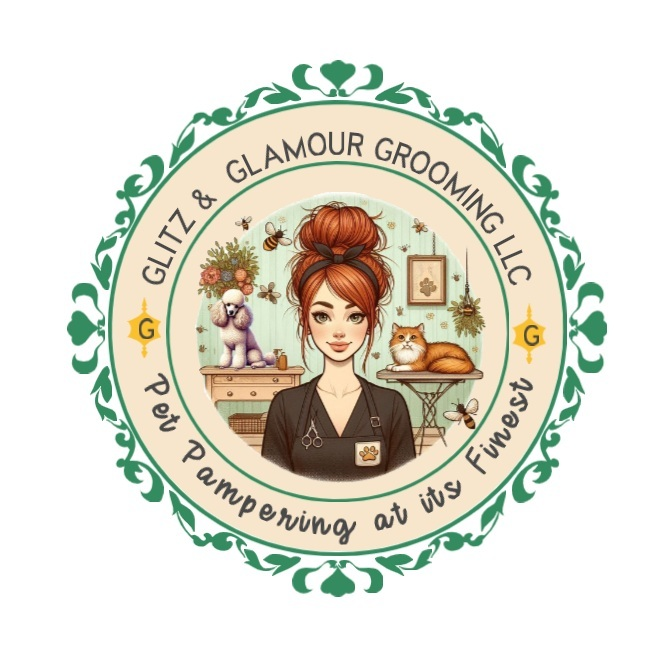 GLITZ & GLAMOUR GROOMING LLC
G
G
Pet Pampering at its Finest